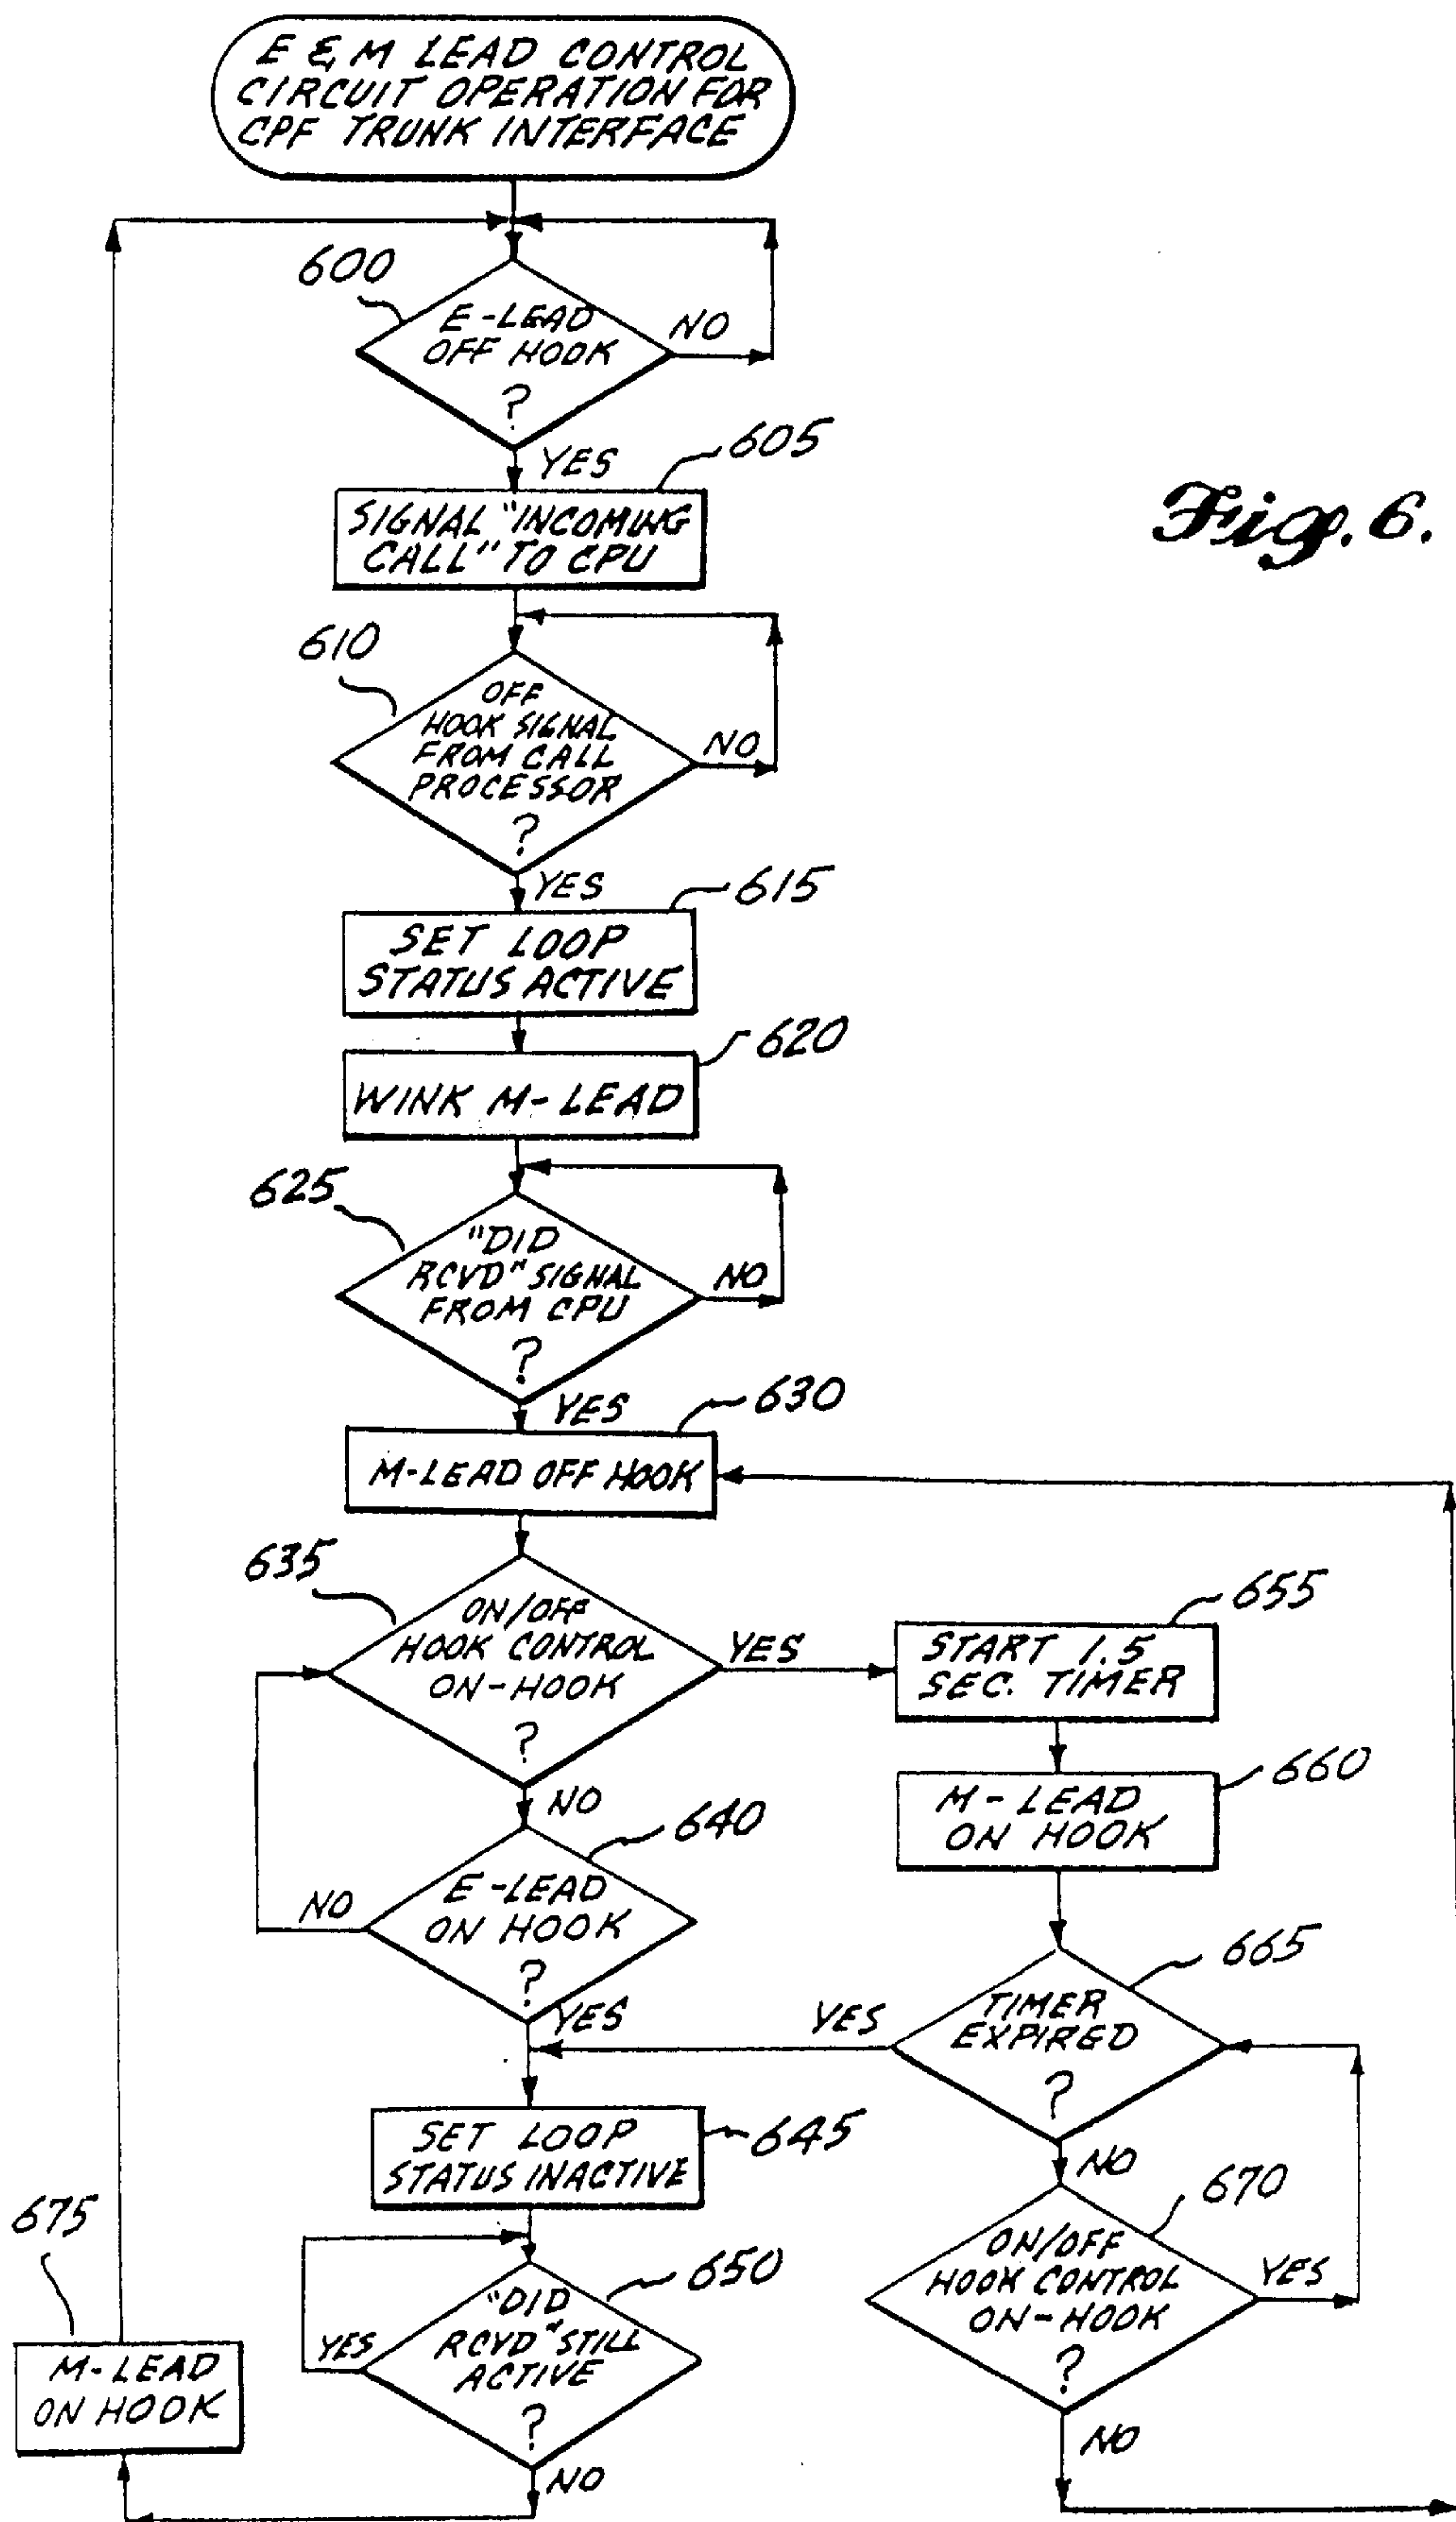 E & M LEAD CONTROL
CIRCUIT OPERATION FOR
CPF TRUNK INTERFACE
600
E-LEAD
OFF HOOK
?
NO
YES
605
SIGNAL "INCOMING
CALL" TO CPU
Fig. 6.
610
OFF
HOOK SIGNAL
FROM CALL
PROCESSOR
?
NO
YES
615
SET LOOP
STATUS ACTIVE
620
WINK M-LEAD
625
"DID
RCVD" SIGNAL
FROM CPU
?
NO
YES
630
M-LEAD OFF HOOK
635
ON/OFF
HOOK CONTROL
ON-HOOK
?
YES
NO
655
START 1.5
SEC. TIMER
660
M-LEAD
ON HOOK
640
E-LEAD
ON HOOK
?
NO
YES
665
TIMER
EXPIRED
?
YES
NO
645
SET LOOP
STATUS INACTIVE
670
ON/OFF
HOOK CONTROL
ON-HOOK
?
YES
NO
650
"DID
RCVD" STILL
ACTIVE
?
YES
NO
675
M-LEAD
ON HOOK